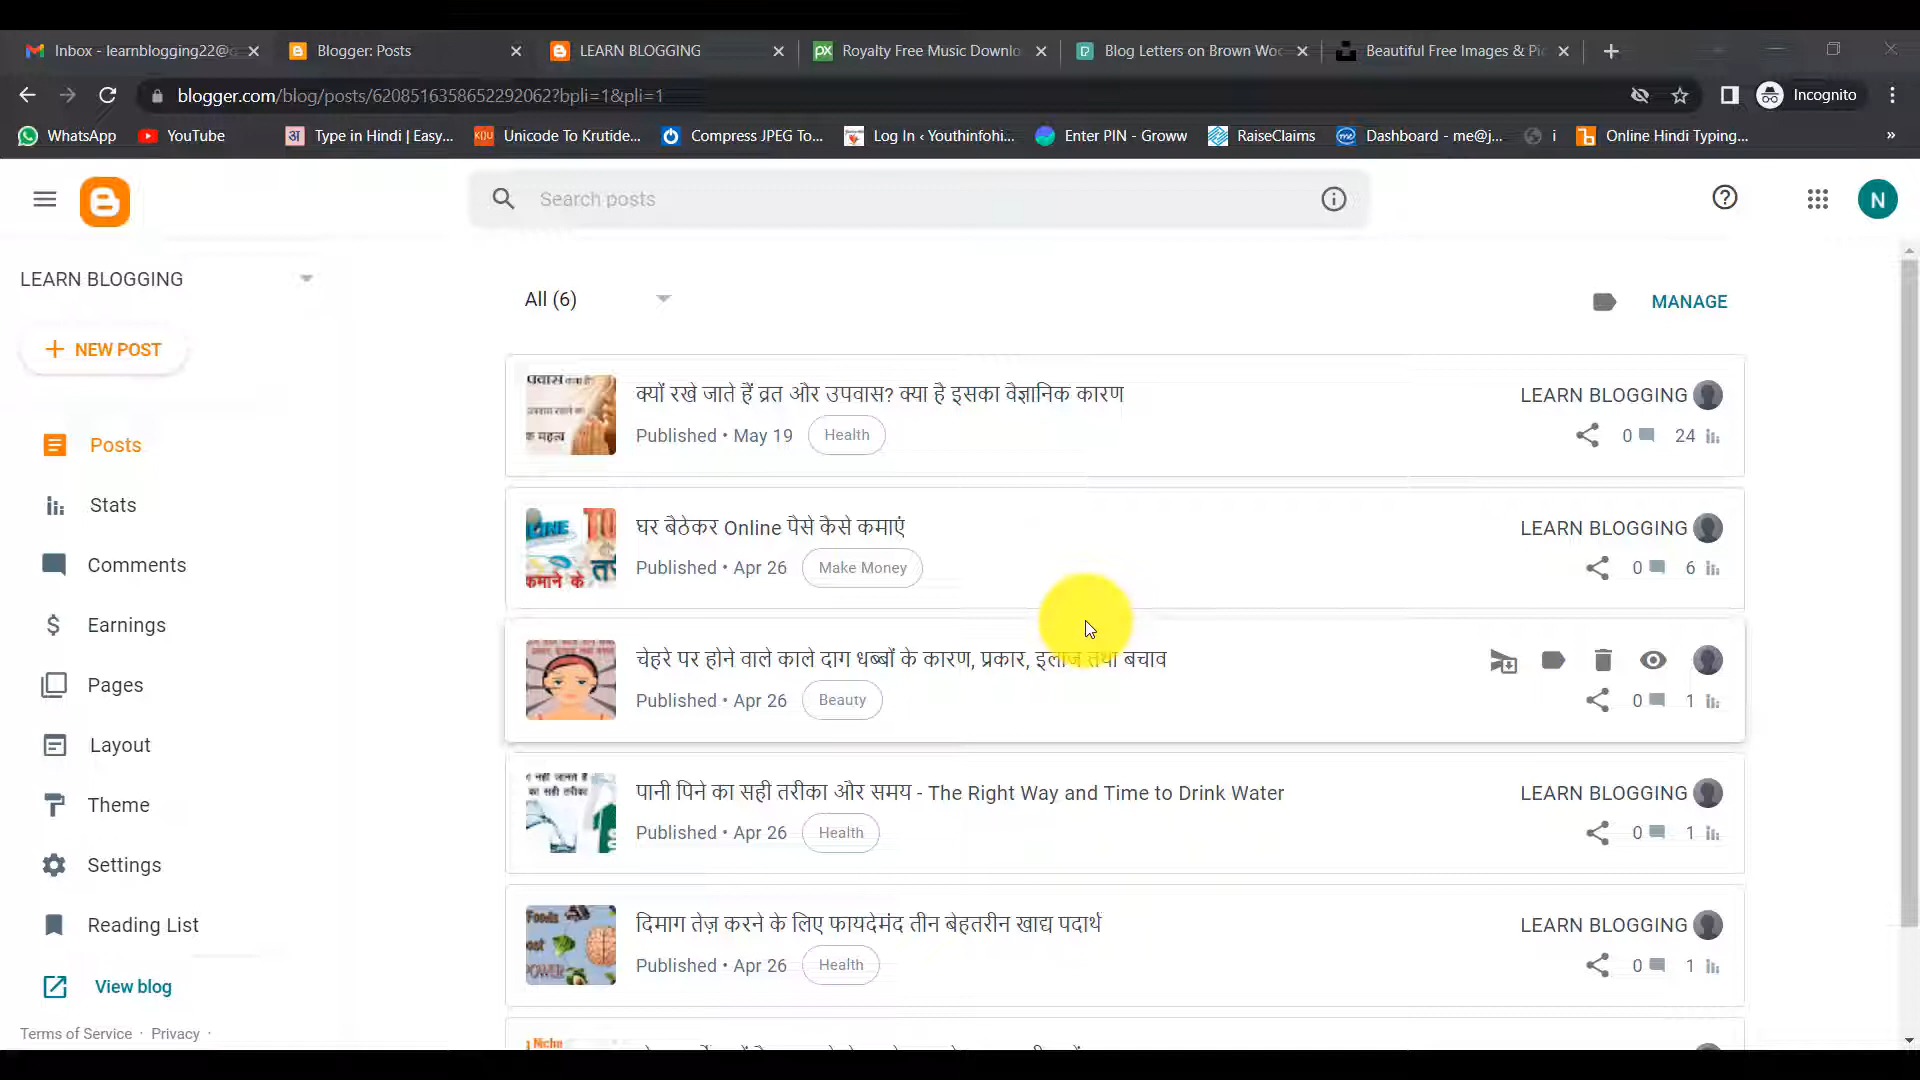 Inbox - learnblogging22@
Blogger: Posts
LEARN BLOGGING
Royalty Free Music Downlo
Blog Letters on Brown Woo
Beautiful Free Images & Pic
blogger.com/blog/posts/6208516358652292062?bpli=1&pli=1
Incognito
WhatsApp
YouTube
Type in Hindi | Easy...
Unicode To Krutide...
Compress JPEG To...
Log In ‹ Youthinfohi...
Enter PIN - Groww
RaiseClaims
Dashboard - me@j...
i
Online Hindi Typing...
»
Search posts
N
LEARN BLOGGING
NEW POST
Posts
Stats
Comments
Earnings
Pages
Layout
Theme
Settings
Reading List
View blog
Terms of Service · Privacy ·
All (6)
MANAGE
क्यों रखे जाते हैं व्रत और उपवास? क्या है इसका वैज्ञानिक कारण
LEARN BLOGGING
Published • May 19 Health
0 24
घर बैठेकर Online पैसे कैसे कमाएं
LEARN BLOGGING
Published • Apr 26 Make Money
0 6
चेहरे पर होने वाले काले दाग धब्बों के कारण, प्रकार, इलाज तथा बचाव
Published • Apr 26 Beauty
0 1
पानी पिने का सही तरीका और समय - The Right Way and Time to Drink Water
LEARN BLOGGING
Published • Apr 26 Health
0 1
दिमाग तेज़ करने के लिए फायदेमंद तीन बेहतरीन खाद्य पदार्थ
LEARN BLOGGING
Published • Apr 26 Health
0 1